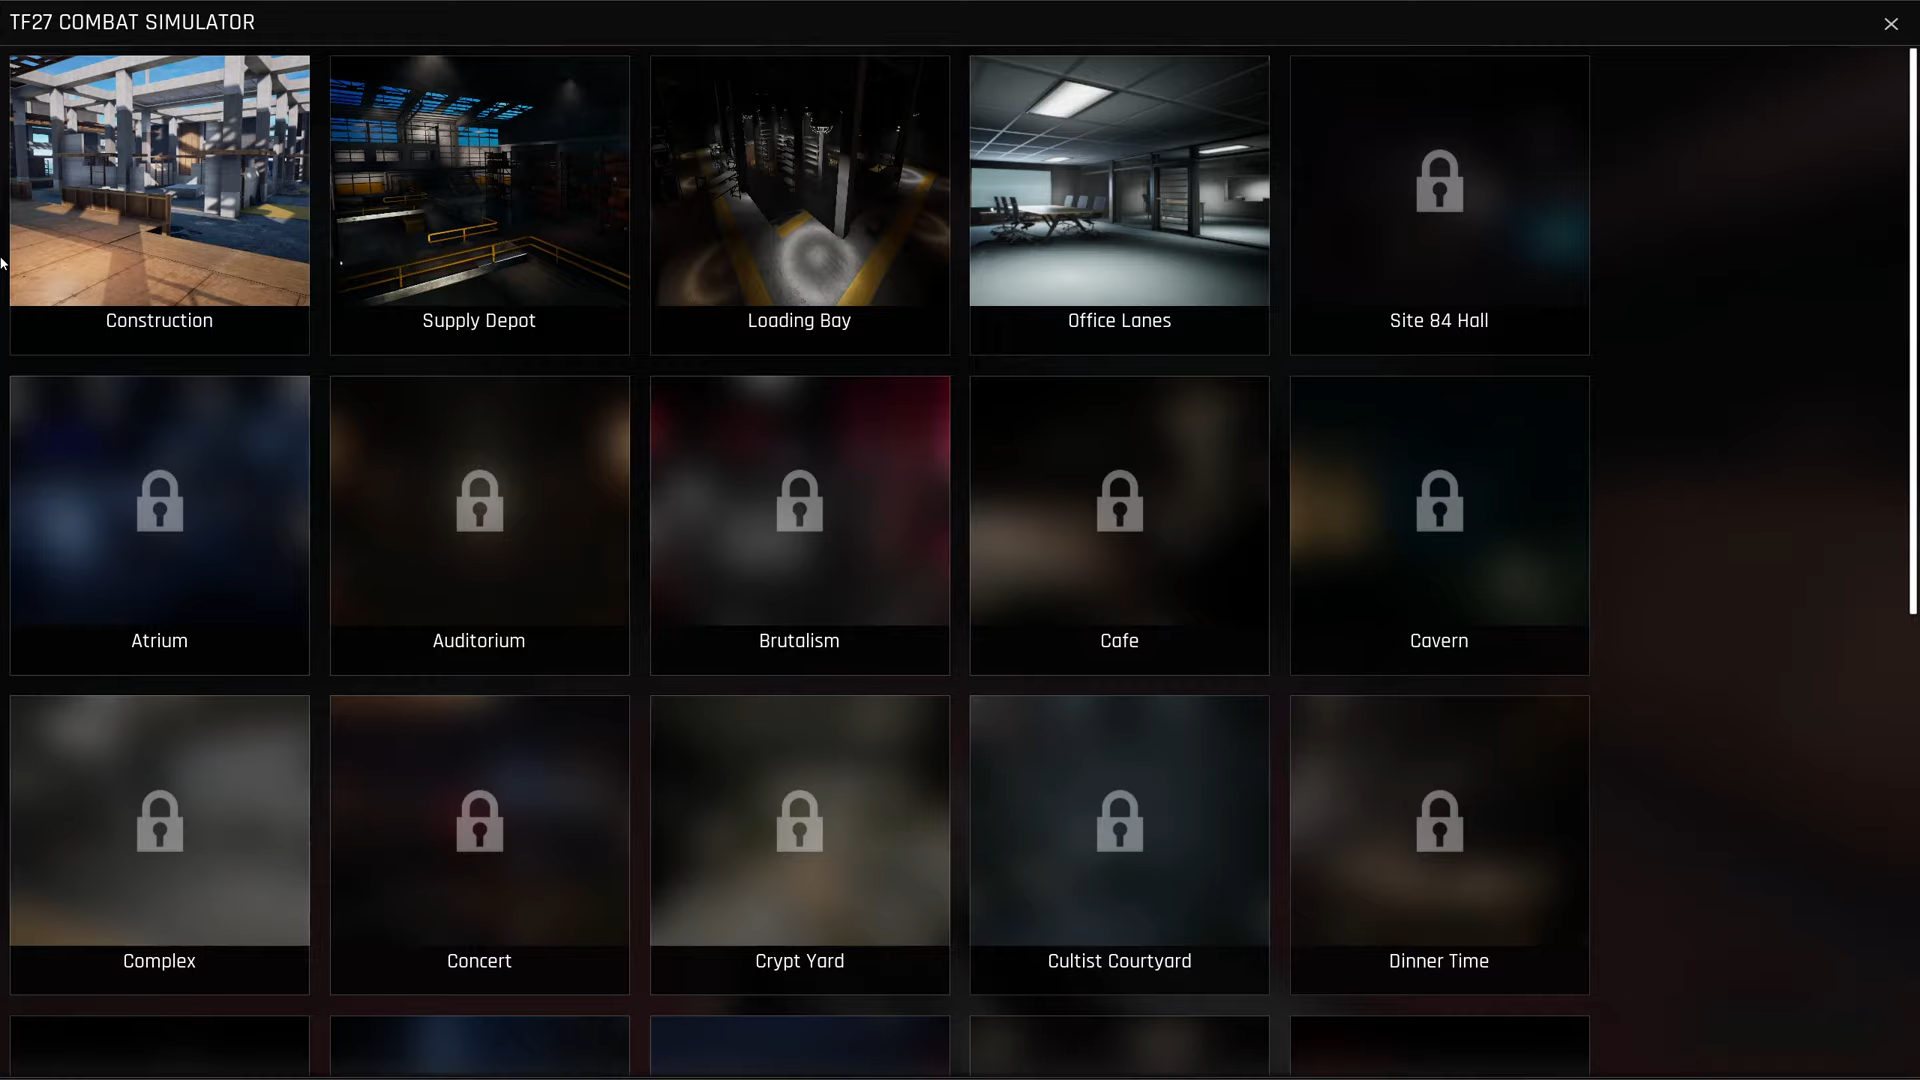 TF27 COMBAT SIMULATOR
Construction
Supply Depot
Loading Bay
Office Lanes
Site 84 Hall
Atrium
Auditorium
Brutalism
Cafe
Cavern
Complex
Concert
Crypt Yard
Cultist Courtyard
Dinner Time